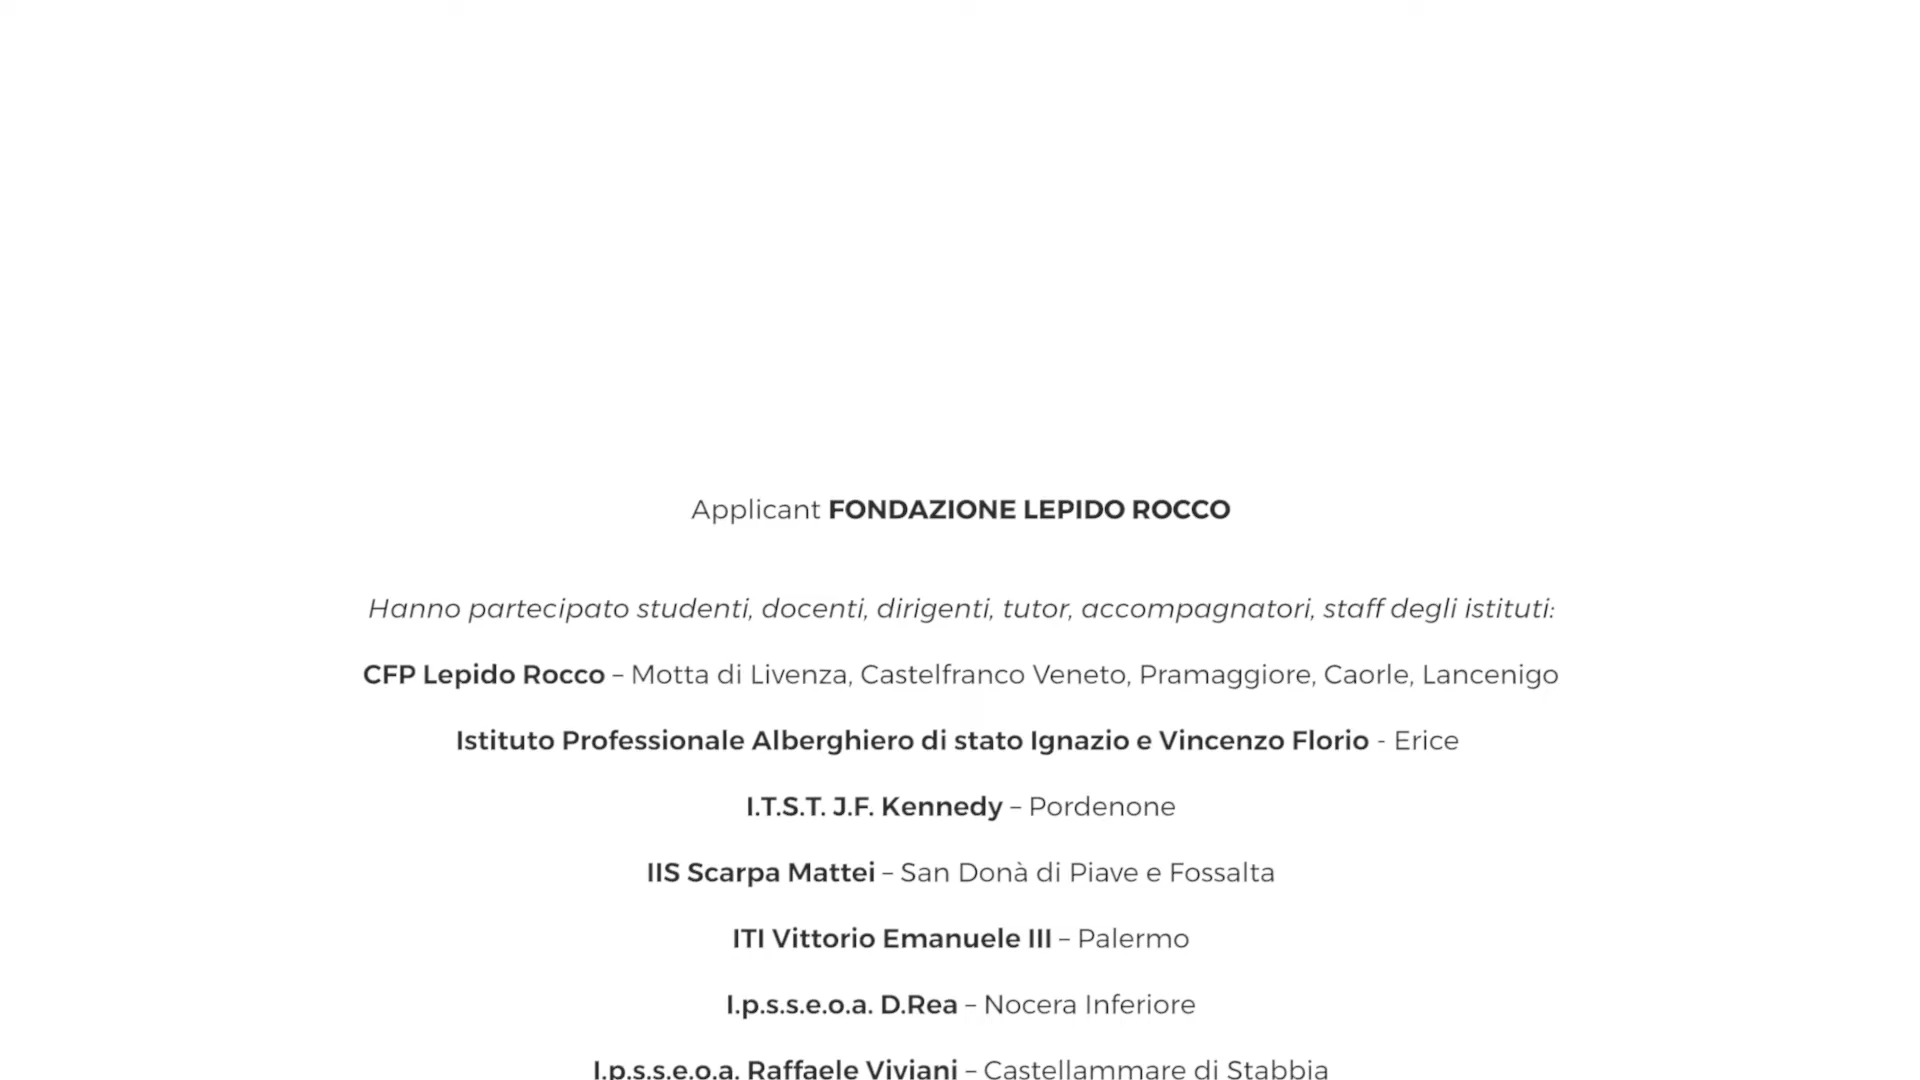 Applicant FONDAZIONE LEPIDO ROCCO
Hanno partecipato studenti, docenti, dirigenti, tutor, accompagnatori, staff degli istituti:
CFP Lepido Rocco – Motta di Livenza, Castelfranco Veneto, Pramaggiore, Caorle, Lancenigo
Istituto Professionale Alberghiero di stato Ignazio e Vincenzo Florio - Erice
I.T.S.T. J.F. Kennedy – Pordenone
IIS Scarpa Mattei – San Donà di Piave e Fossalta
ITI Vittorio Emanuele III – Palermo
I.p.s.s.e.o.a. D.Rea – Nocera Inferiore
I.p.s.s.e.o.a. Raffaele Viviani – Castellammare di Stabbia